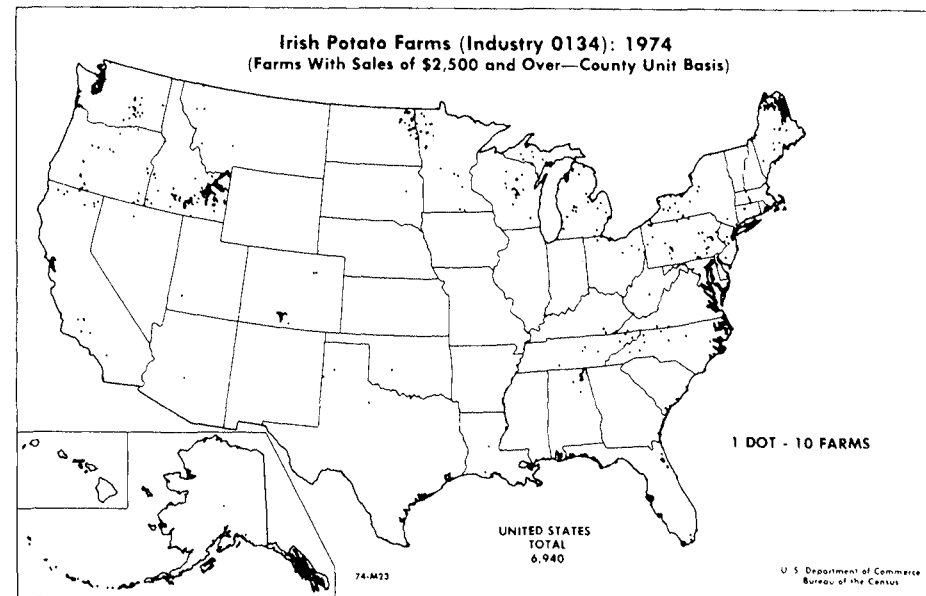 Irish Potato Farms (Industry 0134): 1974
(Farms With Sales of $2,500 and Over—County Unit Basis)
1 DOT - 10 FARMS
UNITED STATES
TOTAL
6,940
74-M23
U S Department of Commerce
Bureau of the Census